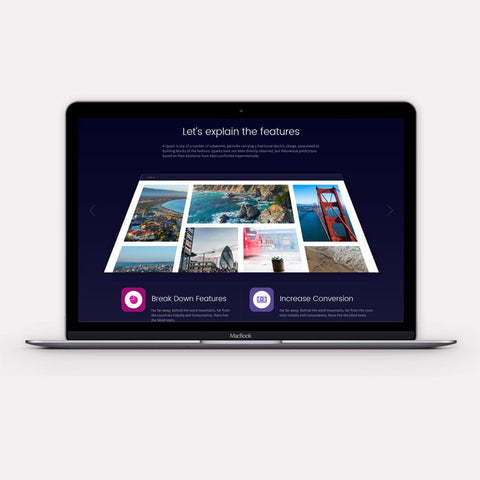 Let's explain the features
A Quark is any of a number of subatomic particles carrying a fractional electric charge, postulated as
building blocks of the hadrons. Quarks have not been directly observed, but theoretical predictions
based on their existence have been confirmed experimentally.
Break Down Features
Increase Conversion
Far far away, behind the word mountains, far from
the countries Vokalia and Consonantia, there live
the blind texts.
Far far away, behind the word mountains, far from the coun
tries Vokalia and Consonantia, there live the blind texts.
MacBook